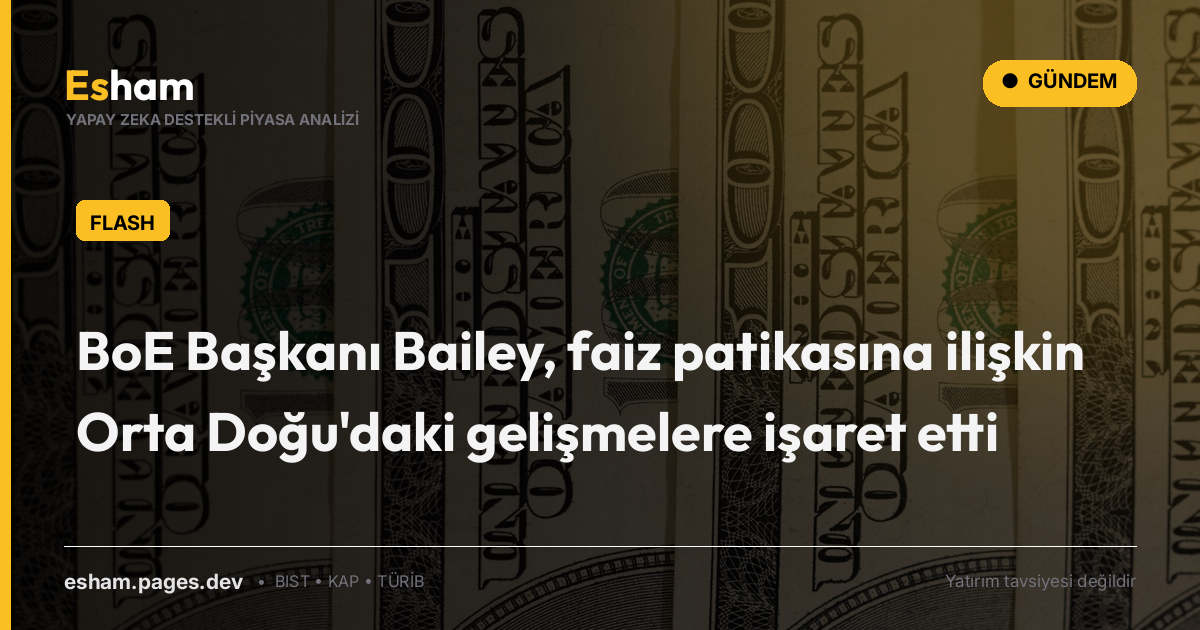 Esham
YAPAY ZEKA DESTEKLİ PİYASA ANALİZİ
● GÜNDEM
FLASH
BoE Başkanı Bailey, faiz patikasına ilişkin
Orta Doğu'daki gelişmelere işaret etti
esham.pages.dev • BIST • KAP • TÜRİB
Yatırım tavsiyesi değildir